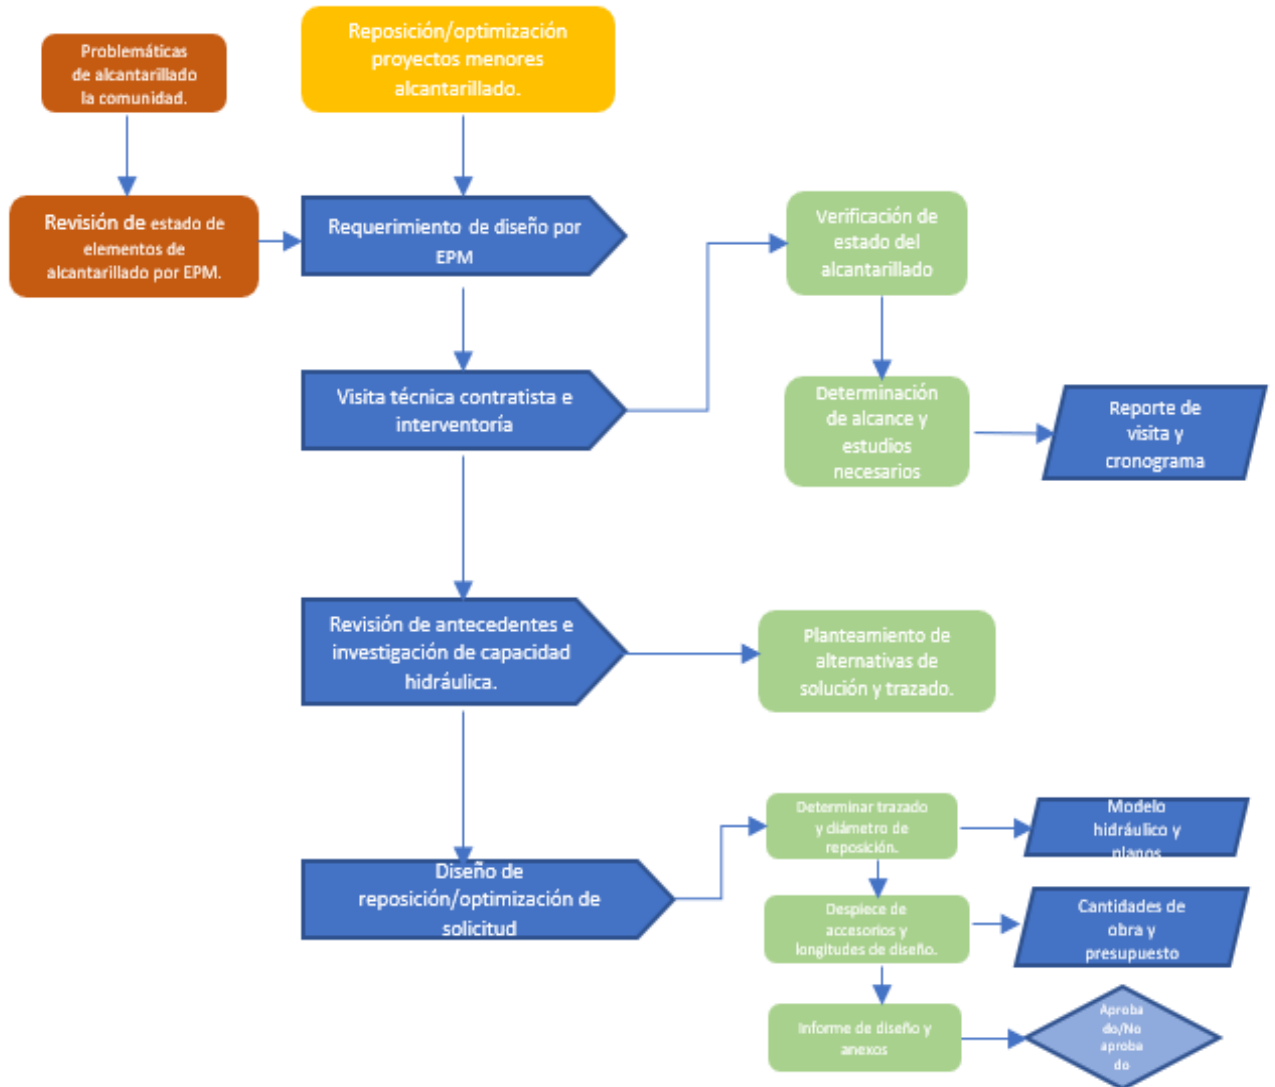 Problemáticas
de alcantarillado
la comunidad.
Reposición/optimización
proyectos menores
alcantarillado.
Revisión de estado de
elementos de
alcantarillado por EPM.
Requerimiento de diseño por
EPM
Verificación de
estado del
alcantarillado
Visita técnica contratista e
interventoría
Determinación
de alcance y
estudios
necesarios
Reporte de
visita y
cronograma
Revisión de antecedentes e
investigación de capacidad
hidráulica.
Planteamiento de
alternativas de
solución y trazado.
Diseño de
reposición/optimización de
solicitud
Determinar trazado
y diámetro de
reposición.
Modelo
hidráulico y
planos
Despiece de
accesorios y
longitudes de diseño.
Cantidades de
obra y
presupuesto
Informe de diseño y
anexos
Aproba
do/No
aproba
do